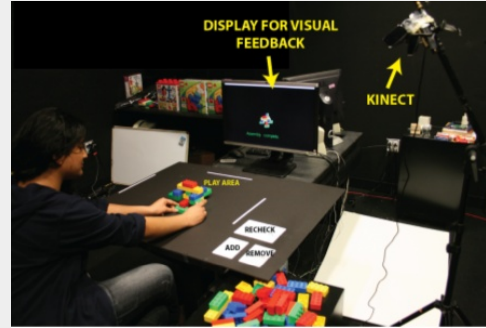 DISPLAY FOR VISUAL
FEEDBACK
KINECT
PLAY AREA
RECHECK
ADD
REMOVE